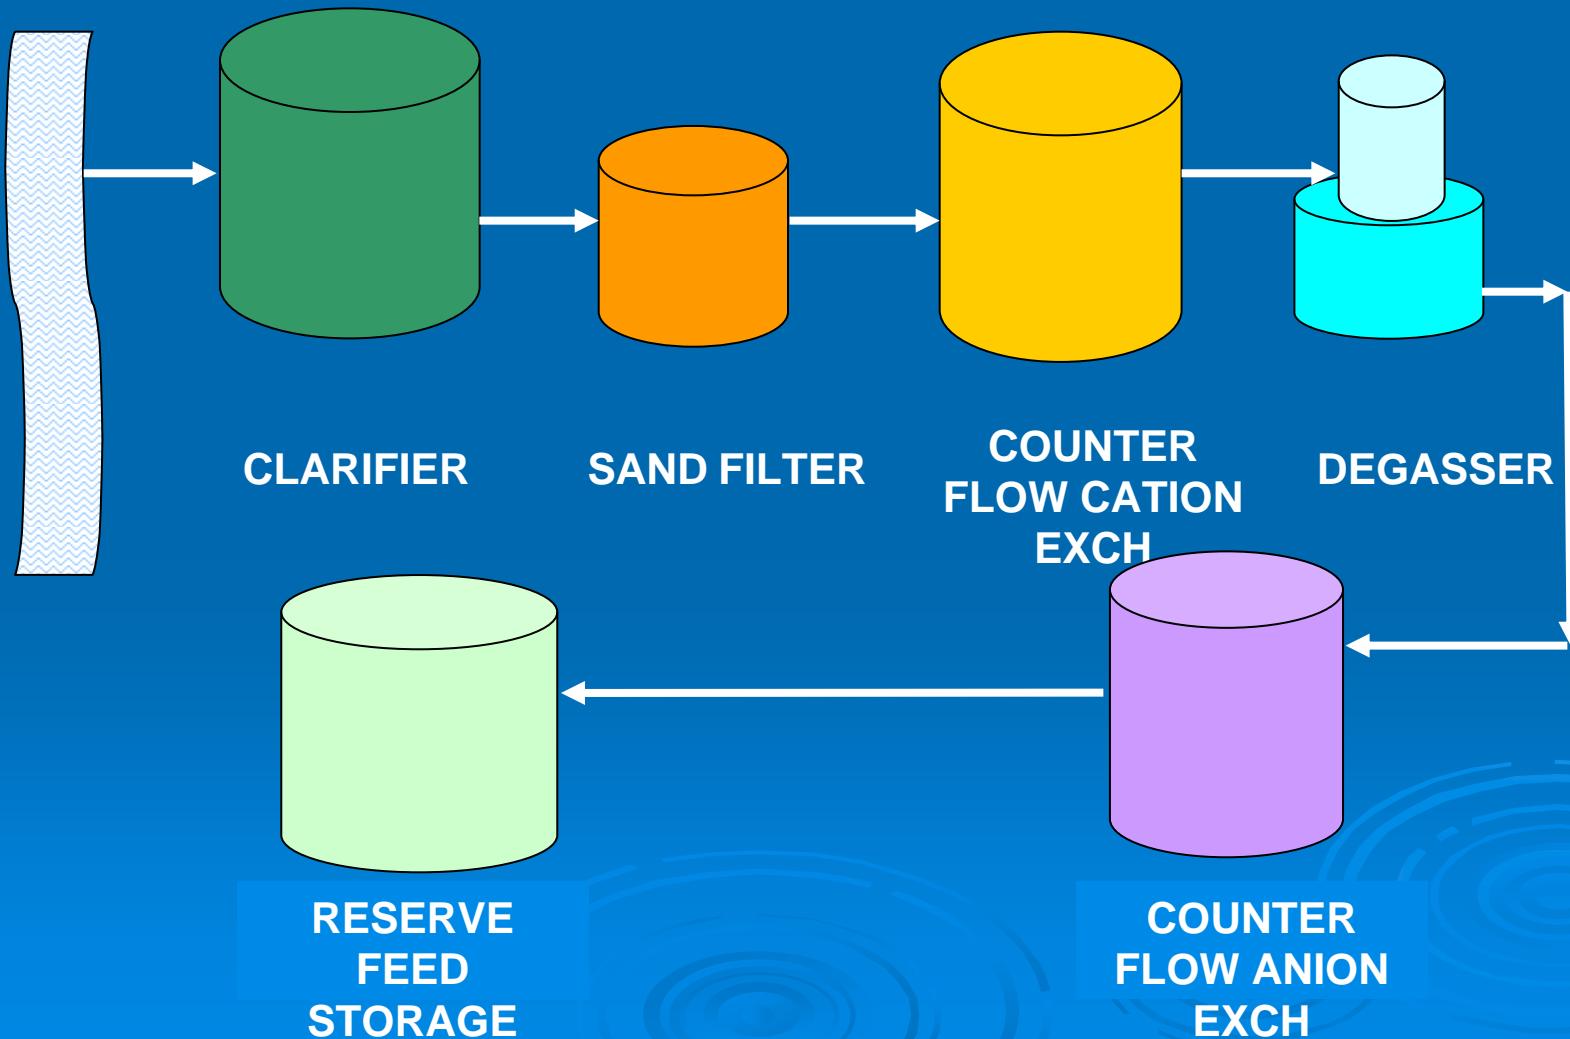 CLARIFIER
SAND FILTER
COUNTER
FLOW CATION
EXCH
DEGASSER
RESERVE
FEED
STORAGE
COUNTER
FLOW ANION
EXCH